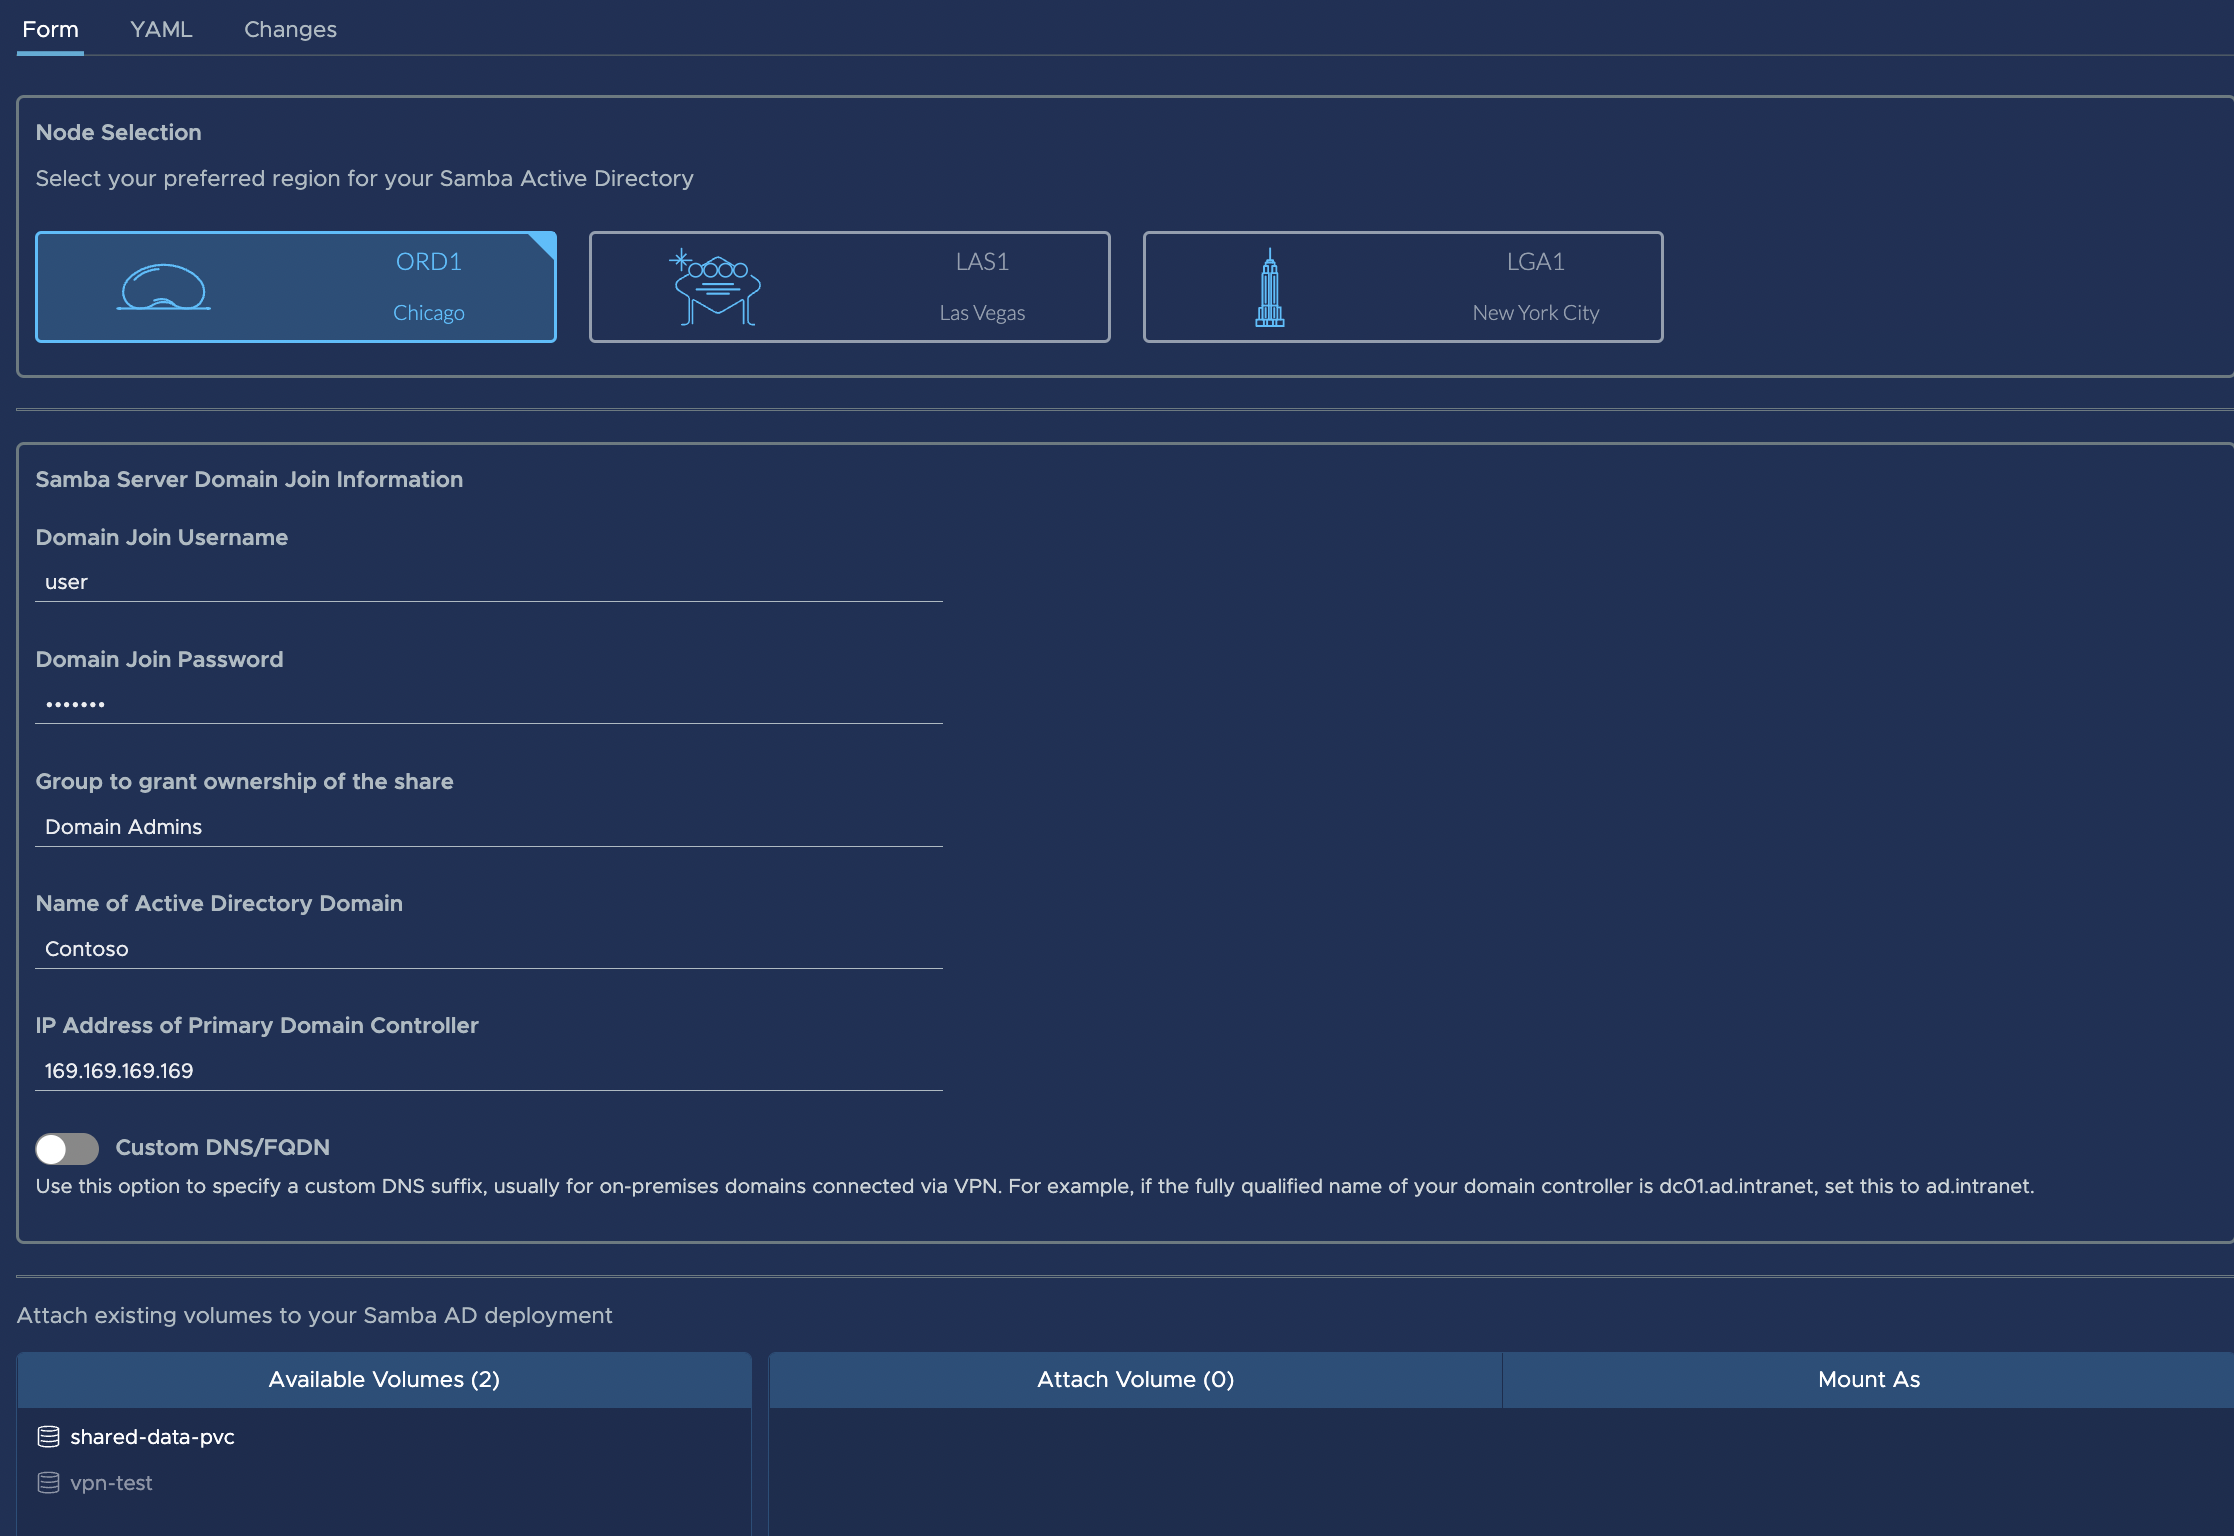 Form YAML Changes
Node Selection
Select your preferred region for your Samba Active Directory
ORD1 LAS1 LGA1
Chicago Las Vegas New York City
Samba Server Domain Join Information
Domain Join Username
user
Domain Join Password
•••••••
Group to grant ownership of the share
Domain Admins
Name of Active Directory Domain
Contoso
IP Address of Primary Domain Controller
169.169.169.169
Custom DNS/FQDN
Use this option to specify a custom DNS suffix, usually for on-premises domains connected via VPN. For example, if the fully qualified name of your domain controller is dc01.ad.intranet, set this to ad.intranet.
Attach existing volumes to your Samba AD deployment
Available Volumes (2) Attach Volume (0) Mount As
shared-data-pvc
vpn-test